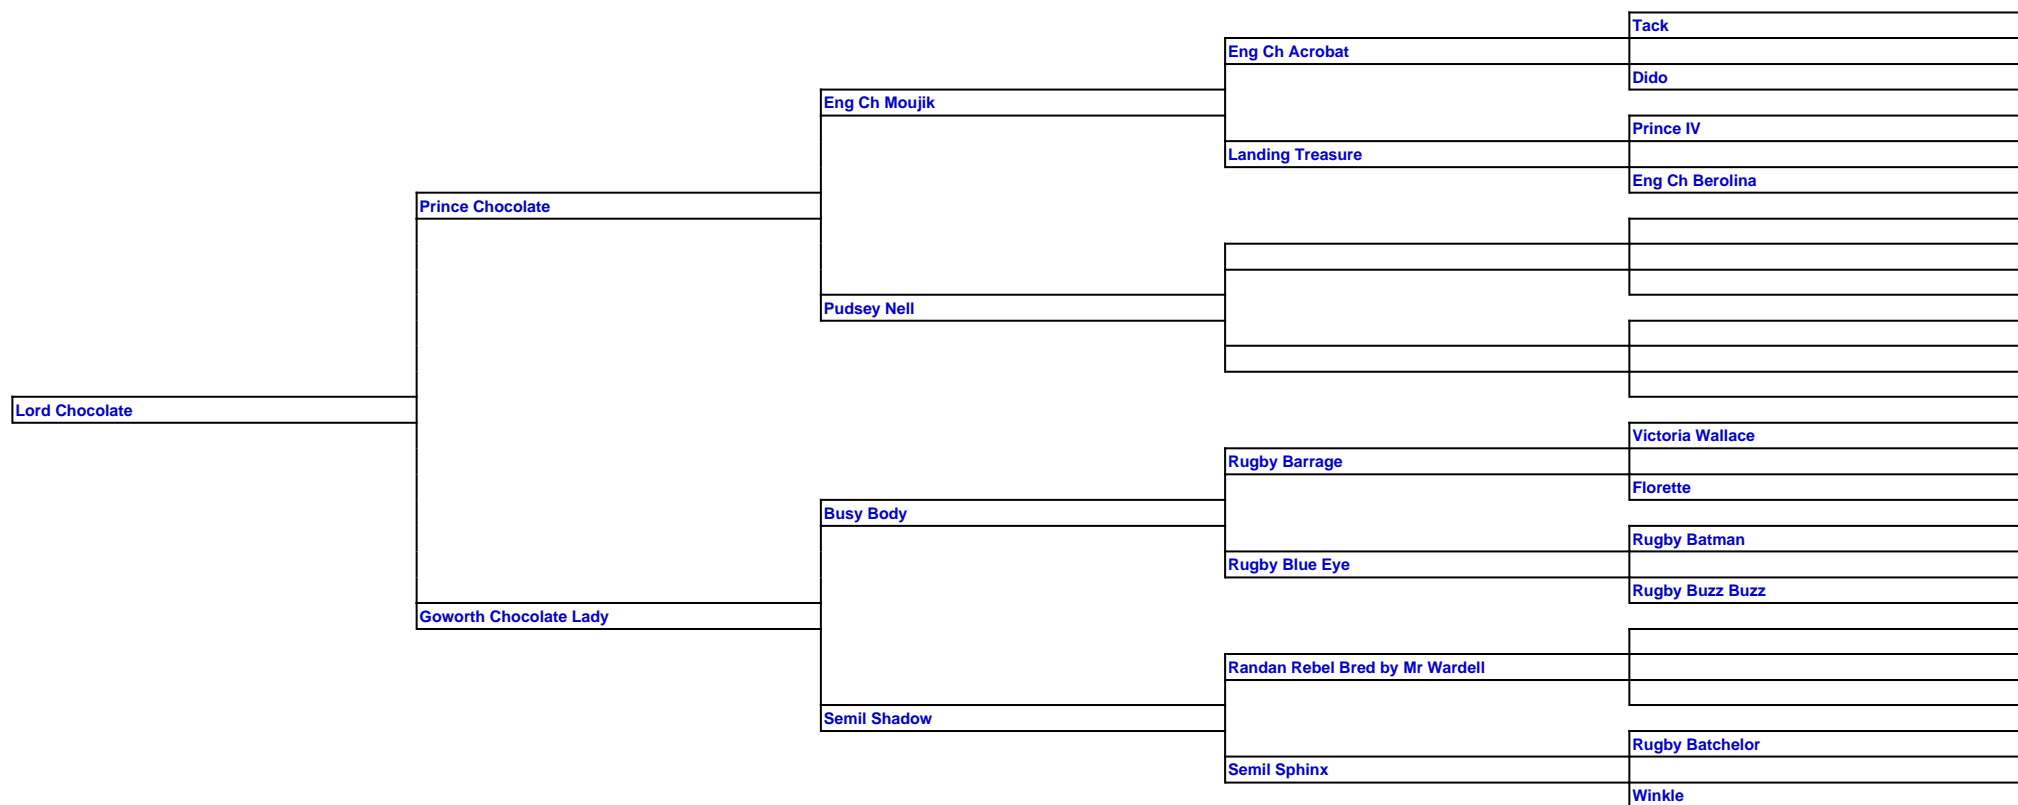 Tack
Eng Ch Acrobat
Dido
Eng Ch Moujik
Prince IV
Landing Treasure
Eng Ch Berolina
Prince Chocolate
Pudsey Nell
Lord Chocolate
Victoria Wallace
Rugby Barrage
Florette
Busy Body
Rugby Batman
Rugby Blue Eye
Rugby Buzz Buzz
Goworth Chocolate Lady
Randan Rebel Bred by Mr Wardell
Semil Shadow
Rugby Batchelor
Semil Sphinx
Winkle